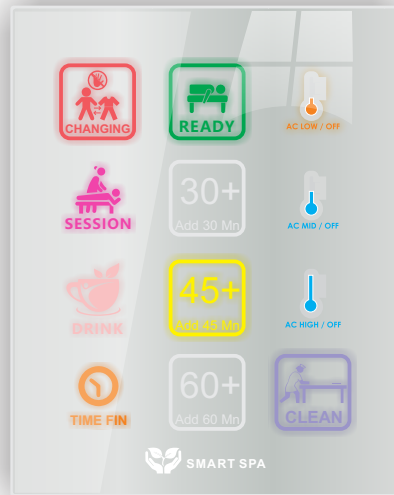 CHANGING
READY
AC LOW / OFF
SESSION
30+
Add 30 Mn
AC MID / OFF
DRINK
45+
Add 45 Mn
AC HIGH / OFF
TIME FIN
60+
Add 60 Mn
CLEAN
SMART SPA